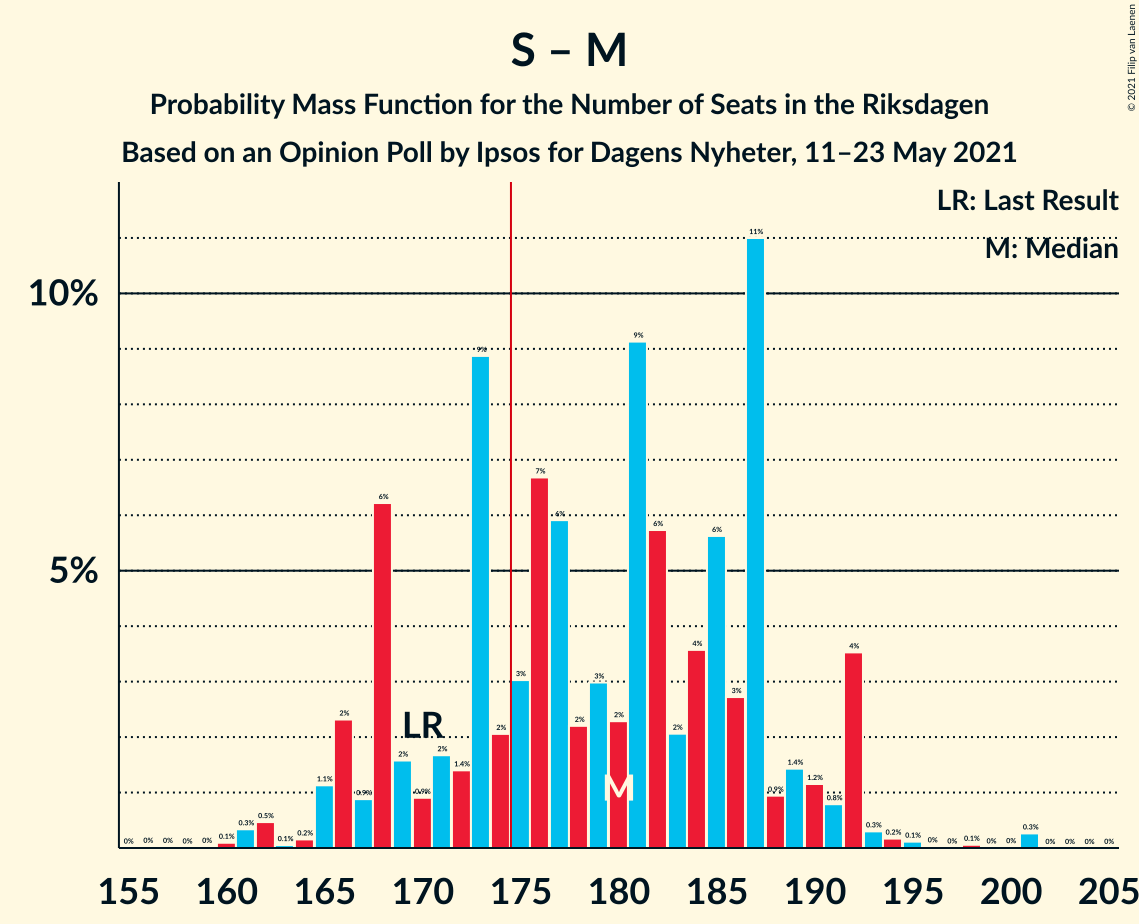 S – M
Probability Mass Function for the Number of Seats in the Riksdagen
Based on an Opinion Poll by Ipsos for Dagens Nyheter, 11–23 May 2021
© 2021 Filip van Laenen
LR: Last Result
M: Median
10%
5%
0% 0% 0% 0% 0% 0.1% 0.3% 0.5% 0.1% 0.2% 1.1% 2% 0.9% 6% 2% 0.9% 2% 1.4% 9% 2% 3% 7% 6% 2% 3% 2% 9% 6% 2% 4% 6% 3% 11% 0.9% 1.4% 1.2% 0.8% 4% 0.3% 0.2% 0.1% 0% 0% 0.1% 0% 0% 0.3% 0% 0% 0% 0%
LR
M
155 160 165 170 175 180 185 190 195 200 205